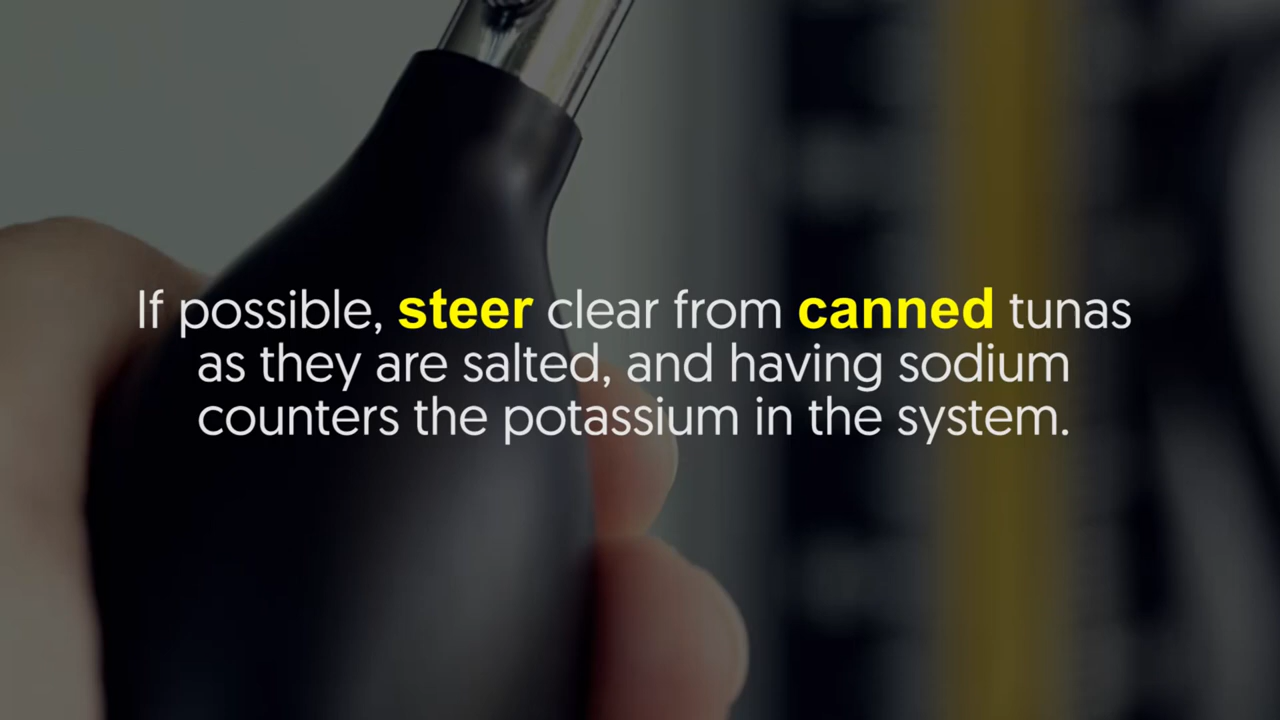 If possible, steer clear from canned tunas
as they are salted, and having sodium
counters the potassium in the system.